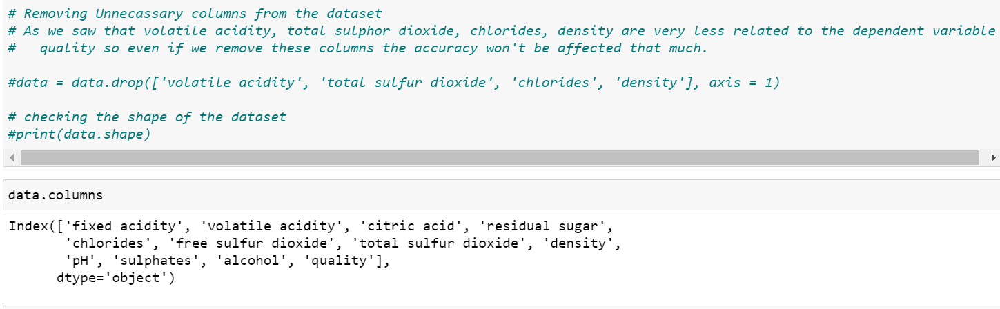 # Removing Unnecassary columns from the dataset
# As we saw that volatile acidity, total sulphor dioxide, chlorides, density are very less related to the dependent variable
#   quality so even if we remove these columns the accuracy won't be affected that much.
#data = data.drop(['volatile acidity', 'total sulfur dioxide', 'chlorides', 'density'], axis = 1)
# checking the shape of the dataset
#print(data.shape)
data.columns
Index(['fixed acidity', 'volatile acidity', 'citric acid', 'residual sugar',
       'chlorides', 'free sulfur dioxide', 'total sulfur dioxide', 'density',
       'pH', 'sulphates', 'alcohol', 'quality'],
      dtype='object')